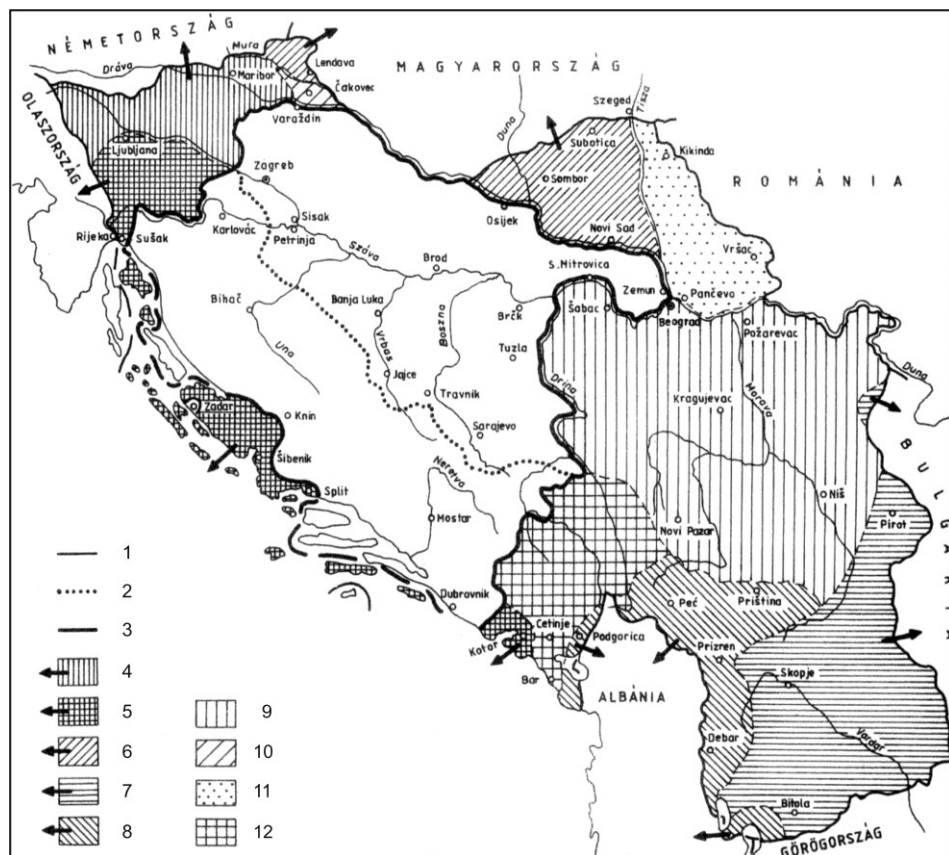 NÉMETORSZÁG
Mura
Dráva
Maribor
Lendava
Čakovec
Varaždin
MAGYARORSZÁG
Szeged
Tisza
Duna
Subotica
Kikinda
Sombor
ROMÁNIA
OLASZORSZÁG
Ljubljana
Zagreb
Osijek
Novi Sad
Vršac
Karlovác
Sisak
Petrinja
Rijeka
Sušak
Száva
Brod
S. Mitrovica
Zemun
Pančevo
Bihač
Banja Luka
Brčk
Šabac
Beograd
Požarevac
Boszna
Tuzla
Una
Vrbas
Jajce
Travnik
Drina
Morava
Duna
Kragujevac
Zadar
Knin
Sarajevo
BULGÁRIA
Šibenik
Neretva
Niš
Split
Mostar
Novi Pazar
Pirot
1
2
Dubrovnik
Peć
Priština
3
Cetinje
Podgorica
Kotor
Prizren
4
9
Bar
ALBÁNIA
Skopje
5
10
Vardar
6
11
Debar
7
12
8
Bitola
GÖRÖGORSZÁG